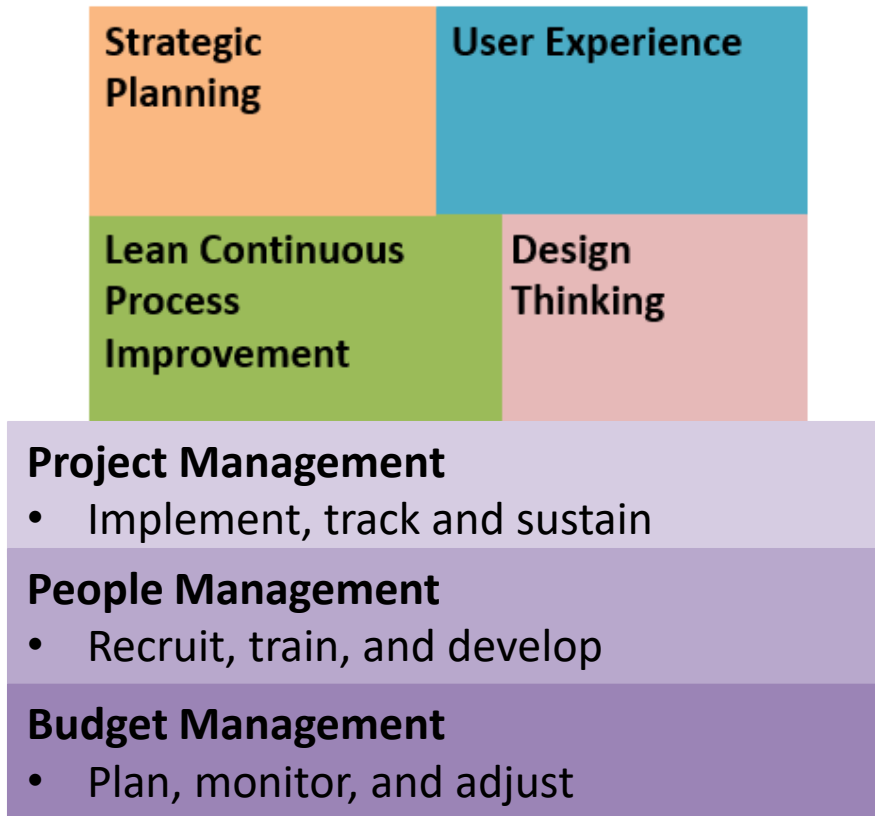 Strategic
Planning
User Experience
Lean Continuous
Process
Improvement
Design
Thinking
Project Management
• Implement, track and sustain
People Management
• Recruit, train, and develop
Budget Management
• Plan, monitor, and adjust